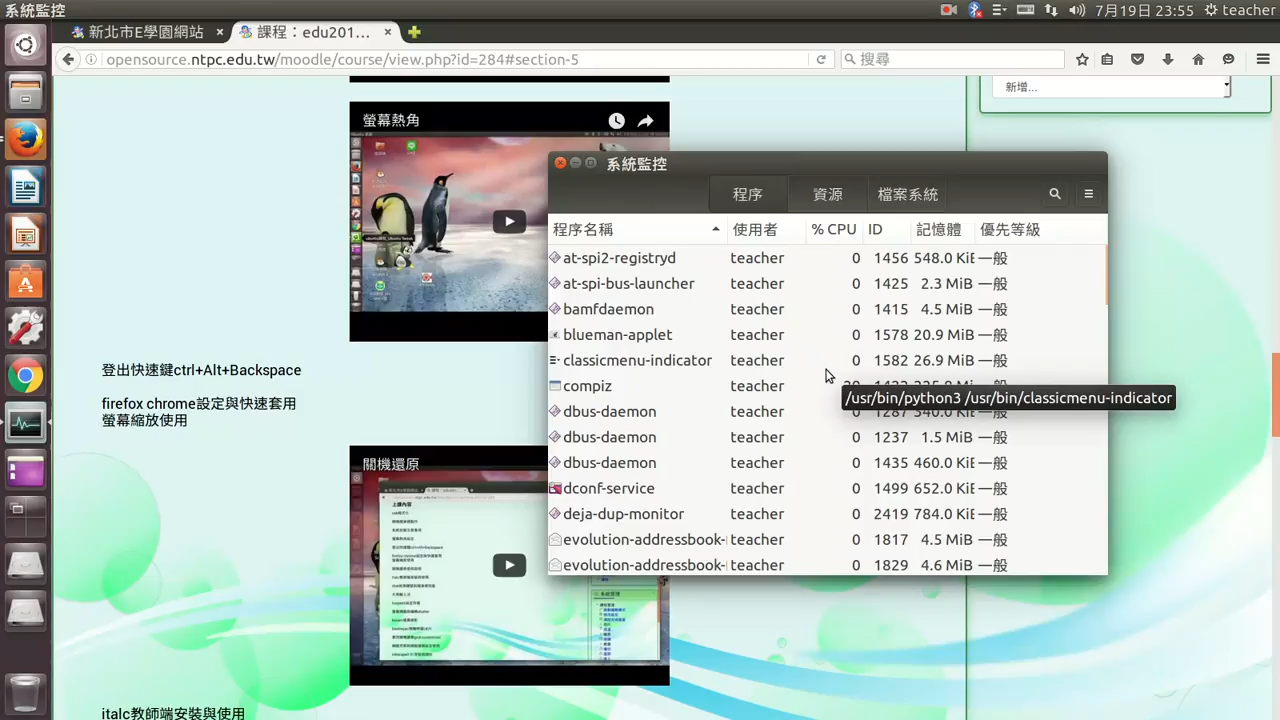 系統監控
7月19日 23:55 teacher
新北市E學園網站
課程：edu201...
opensource.ntpc.edu.tw/moodle/course/view.php?id=284#section-5
搜尋
新增...
螢幕熱角
登出快速鍵ctrl+Alt+Backspace
firefox chrome設定與快速套用
螢幕縮放使用
關機還原
上課內容
italc教師端安裝與使用
系統監控
程序 資源 檔案系統
程序名稱 使用者 % CPU ID 記憶體 優先等級
at-spi2-registryd teacher 0 1456 548.0 KiB 一般
at-spi-bus-launcher teacher 0 1425 2.3 MiB 一般
bamfdaemon teacher 0 1415 4.5 MiB 一般
blueman-applet teacher 0 1578 20.9 MiB 一般
classicmenu-indicator teacher 0 1582 26.9 MiB 一般
compiz teacher
/usr/bin/python3 /usr/bin/classicmenu-indicator
dbus-daemon teacher 0 1287 540.0 KiB 一般
dbus-daemon teacher 0 1237 1.5 MiB 一般
dbus-daemon teacher 0 1435 460.0 KiB 一般
dconf-service teacher 0 1499 652.0 KiB 一般
deja-dup-monitor teacher 0 2419 784.0 KiB 一般
evolution-addressbook- teacher 0 1817 4.5 MiB 一般
evolution-addressbook- teacher 0 1829 4.6 MiB 一般